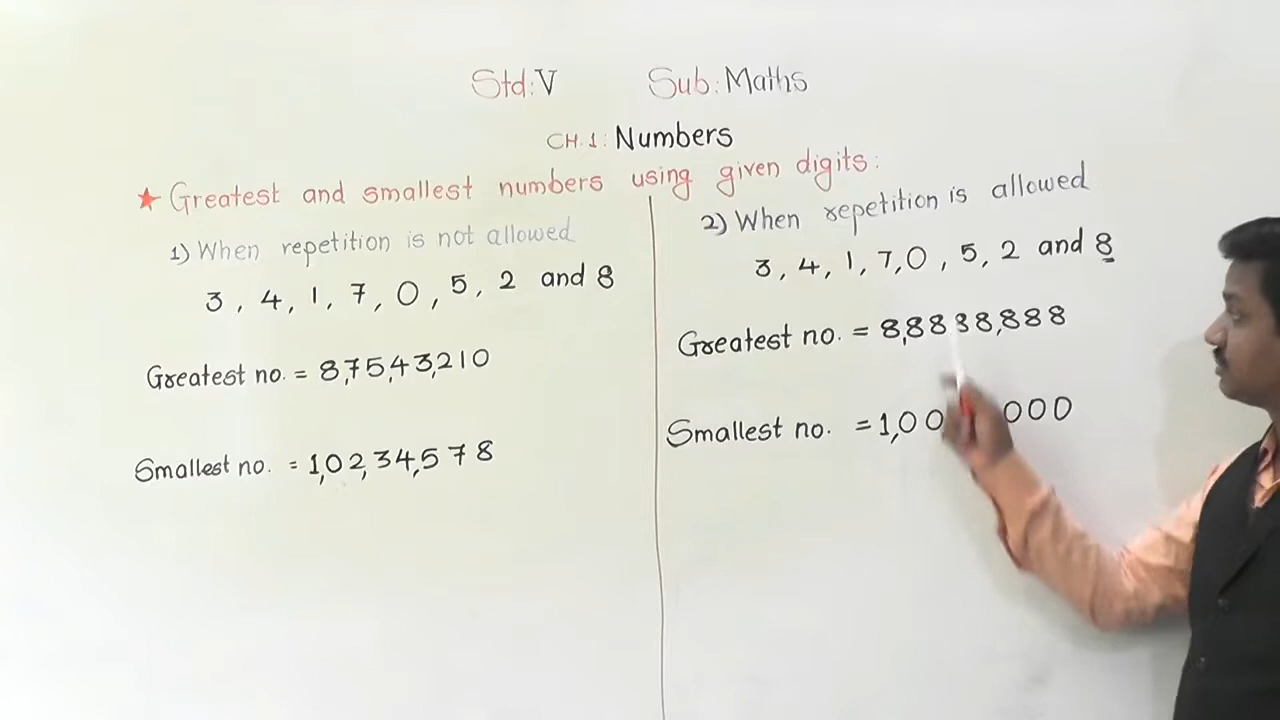 Std: V Sub: Maths
CH. 1: Numbers
★ Greatest and smallest numbers using given digits:
1) When repetition is not allowed
3, 4, 1, 7, 0, 5, 2 and 8
Greatest no. = 8,75,43,210
Smallest no. = 1,02,34,578
2) When repetition is allowed
3, 4, 1, 7, 0, 5, 2 and 8
Greatest no. = 8,8888,888
Smallest no. = 1,00 000